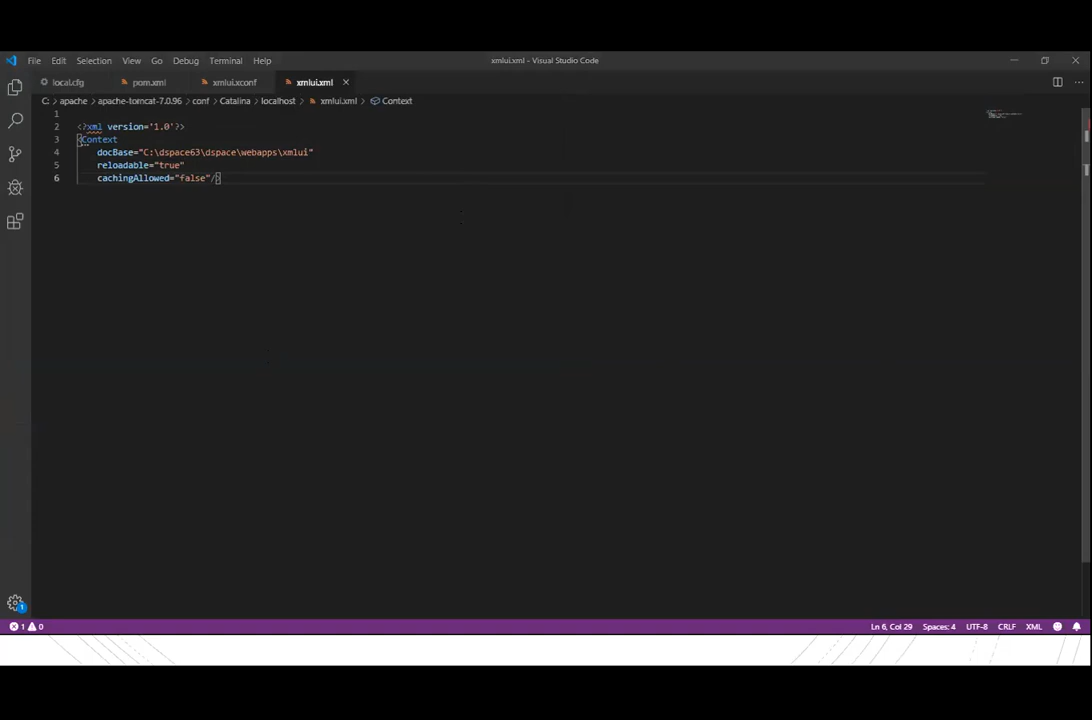 File Edit Selection View Go Debug Terminal Help
xmlui.xml - Visual Studio Code
local.cfg pom.xml xmlui.xconf xmlui.xml
C: > apache > apache-tomcat-7.0.96 > conf > Catalina > localhost > xmlui.xml > Context
1
2 <?xml version='1.0'?>
3 <Context
4 docBase="C:\dspace63\dspace\webapps\xmlui"
5 reloadable="true"
6 cachingAllowed="false"/>
1
1 0
Ln 6, Col 29 Spaces: 4 UTF-8 CRLF XML